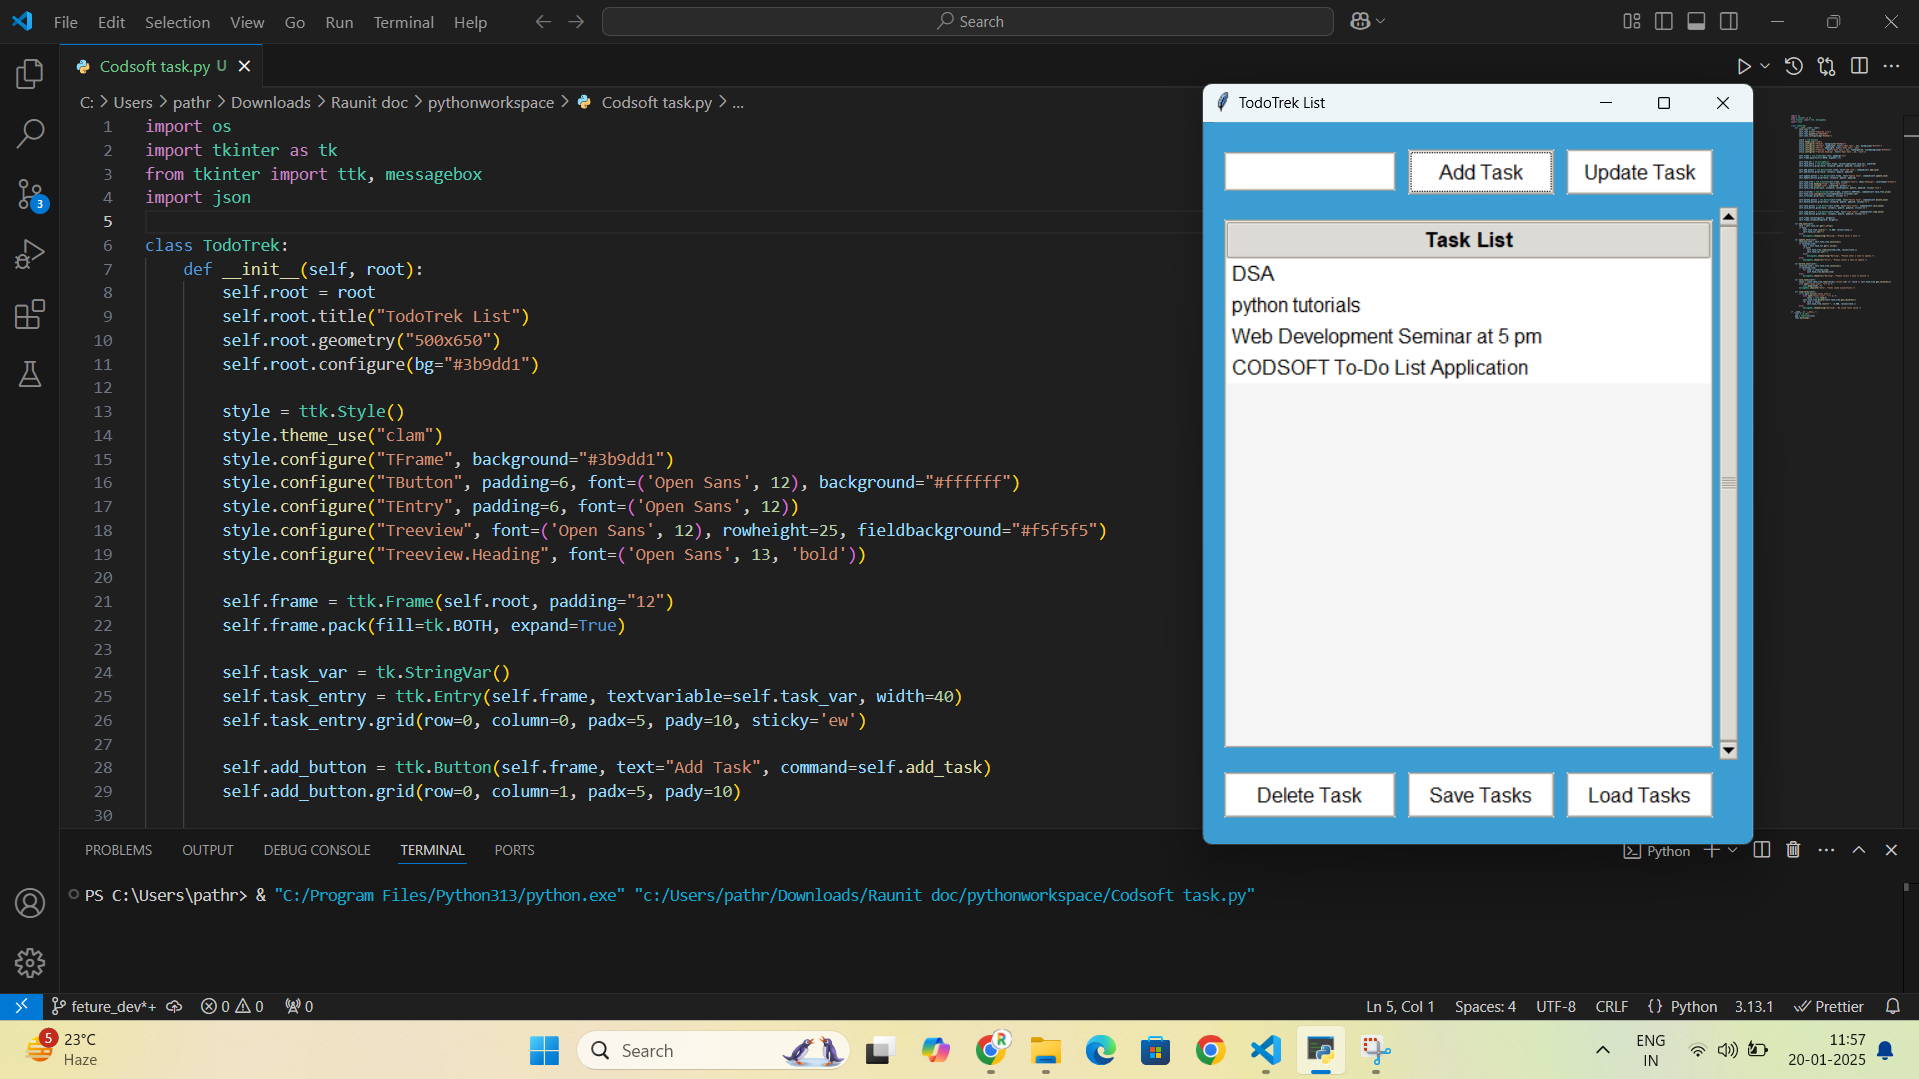 File Edit Selection View Go Run Terminal Help
Search
Codsoft task.py U
C: > Users > pathr > Downloads > Raunit doc > pythonworkspace > Codsoft task.py > ...
1 import os
2 import tkinter as tk
3 from tkinter import ttk, messagebox
4 import json
5
6 class TodoTrek:
7 def __init__(self, root):
8 self.root = root
9 self.root.title("TodoTrek List")
10 self.root.geometry("500x650")
11 self.root.configure(bg="#3b9dd1")
12
13 style = ttk.Style()
14 style.theme_use("clam")
15 style.configure("TFrame", background="#3b9dd1")
16 style.configure("TButton", padding=6, font=('Open Sans', 12), background="#ffffff")
17 style.configure("TEntry", padding=6, font=('Open Sans', 12))
18 style.configure("Treeview", font=('Open Sans', 12), rowheight=25, fieldbackground="#f5f5f5")
19 style.configure("Treeview.Heading", font=('Open Sans', 13, 'bold'))
20
21 self.frame = ttk.Frame(self.root, padding="12")
22 self.frame.pack(fill=tk.BOTH, expand=True)
23
24 self.task_var = tk.StringVar()
25 self.task_entry = ttk.Entry(self.frame, textvariable=self.task_var, width=40)
26 self.task_entry.grid(row=0, column=0, padx=5, pady=10, sticky='ew')
27
28 self.add_button = ttk.Button(self.frame, text="Add Task", command=self.add_task)
29 self.add_button.grid(row=0, column=1, padx=5, pady=10)
30
TodoTrek List
Add Task Update Task
Task List
DSA
python tutorials
Web Development Seminar at 5 pm
CODSOFT To-Do List Application
Delete Task Save Tasks Load Tasks
3
PROBLEMS OUTPUT DEBUG CONSOLE TERMINAL PORTS
Python
PS C:\Users\pathr> & "C:/Program Files/Python313/python.exe" "c:/Users/pathr/Downloads/Raunit doc/pythonworkspace/Codsoft task.py"
feture_dev*+ 0 0 0
Ln 5, Col 1 Spaces: 4 UTF-8 CRLF {} Python 3.13.1 Prettier
5 23°C
Haze
Search
R
ENG
IN
11:57
20-01-2025